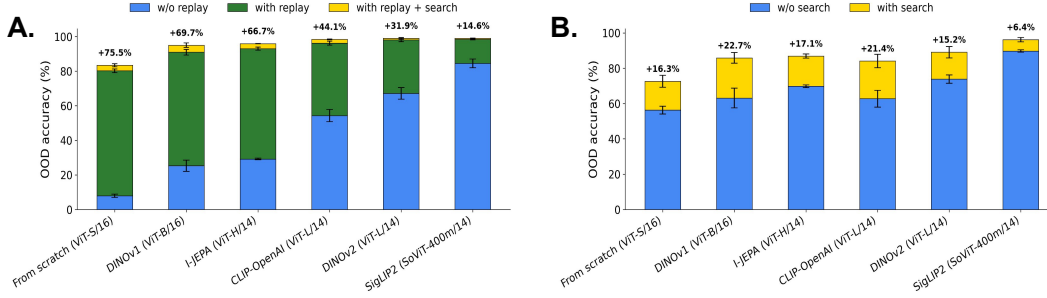 A.
w/o replay with replay with replay + search
OOD accuracy (%)
100
80
60
40
20
0
+75.5%
+69.7%
+66.7%
+44.1%
+31.9%
+14.6%
From scratch (ViT-S/16)
DINOv1 (ViT-B/16)
I-JEPA (ViT-H/14)
CLIP-OpenAI (ViT-L/14)
DINOv2 (ViT-L/14)
SigLIP2 (SoViT-400m/14)
B.
w/o search with search
OOD accuracy (%)
100
80
60
40
20
0
+16.3%
+22.7%
+17.1%
+21.4%
+15.2%
+6.4%
From scratch (ViT-S/16)
DINOv1 (ViT-B/16)
I-JEPA (ViT-H/14)
CLIP-OpenAI (ViT-L/14)
DINOv2 (ViT-L/14)
SigLIP2 (SoViT-400m/14)